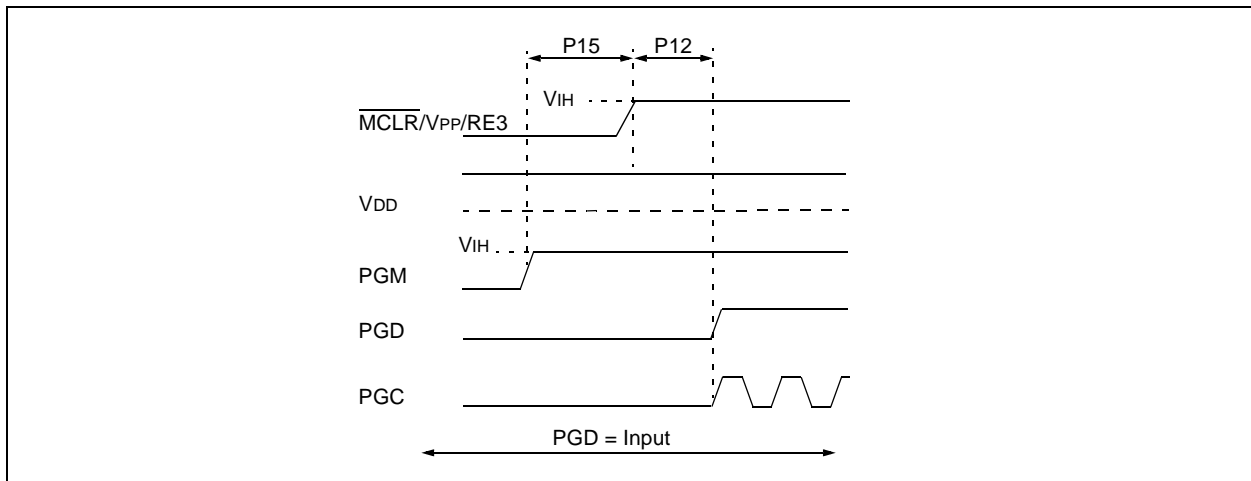 P15 P12
VIH
MCLR/VPP/RE3
VDD
VIH
PGM
PGD
PGC
PGD = Input